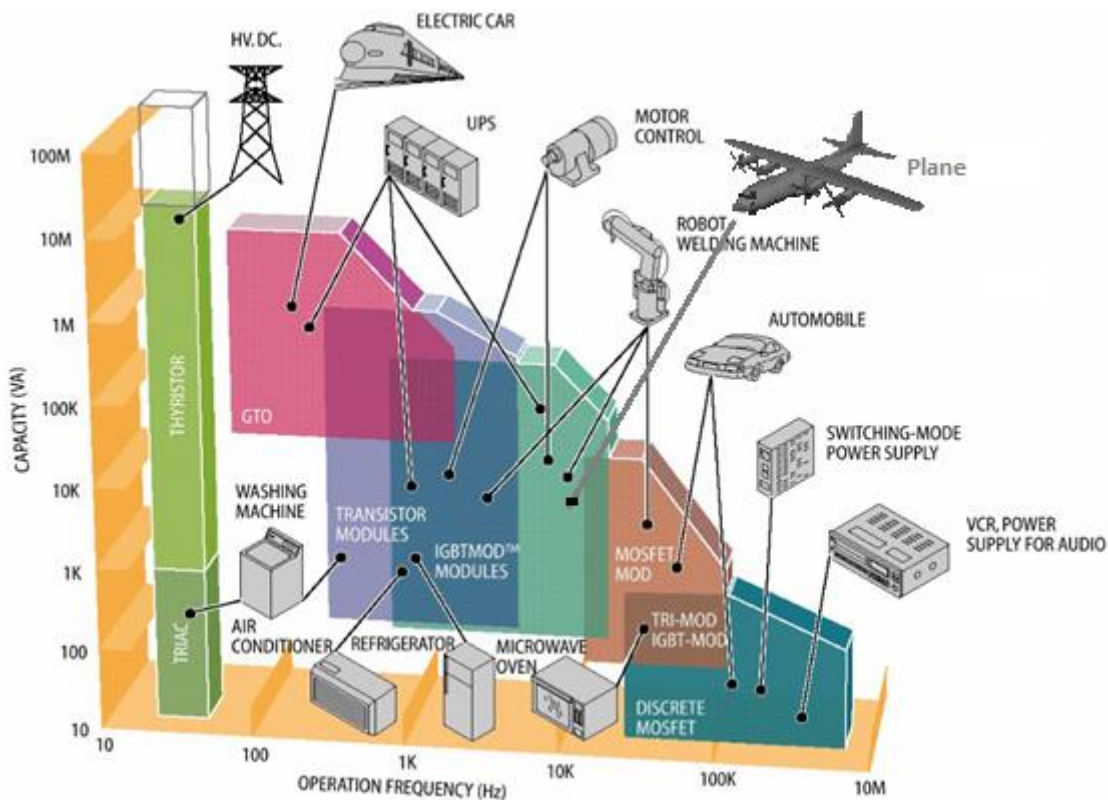 ELECTRIC CAR
HV. DC.
UPS
MOTOR
CONTROL
Plane
ROBOT,
WELDING MACHINE
AUTOMOBILE
SWITCHING-MODE
POWER SUPPLY
VCR, POWER
SUPPLY FOR AUDIO
CAPACITY (VA)
100M
10M
1M
100K
10K
1K
100
10
THYRISTOR
TRIAC
GTO
WASHING
MACHINE
TRANSISTOR
MODULES
IGBTMOD™
MODULES
MOSFET
MOD
TRI-MOD
IGBT-MOD
DISCRETE
MOSFET
AIR
CONDITIONER
REFRIGERATOR
MICROWAVE
OVEN
10
100
1K
10K
100K
10M
OPERATION FREQUENCY (Hz)